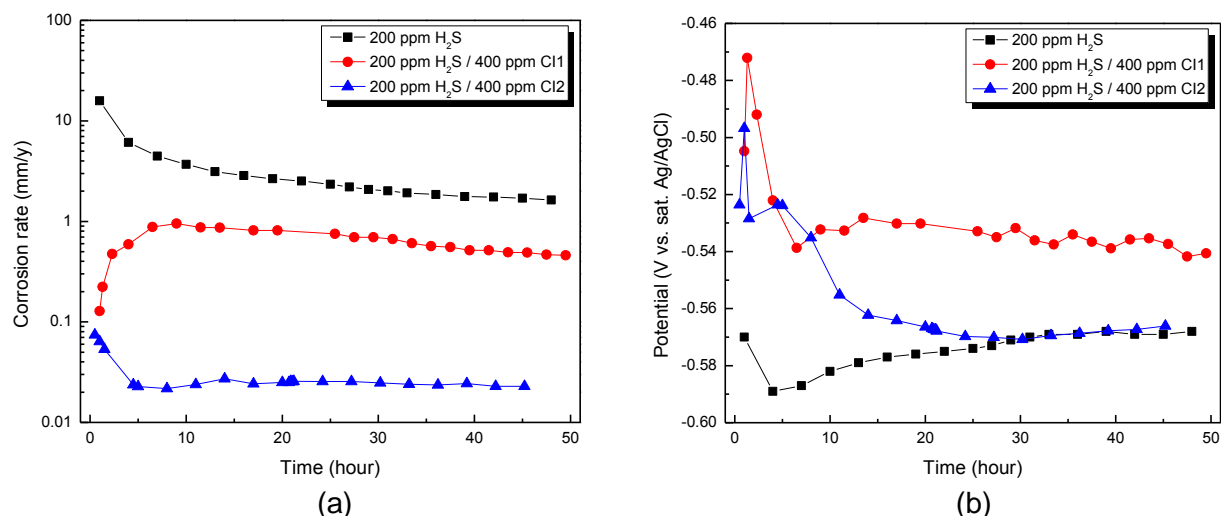 200 ppm H₂S
200 ppm H₂S / 400 ppm CI1
200 ppm H₂S / 400 ppm CI2
Corrosion rate (mm/y)
100
10
1
0.1
0.01
0 10 20 30 40 50
Time (hour)
(a)
200 ppm H₂S
200 ppm H₂S / 400 ppm CI1
200 ppm H₂S / 400 ppm CI2
Potential (V vs. sat. Ag/AgCl)
-0.46
-0.48
-0.50
-0.52
-0.54
-0.56
-0.58
-0.60
0 10 20 30 40 50
Time (hour)
(b)